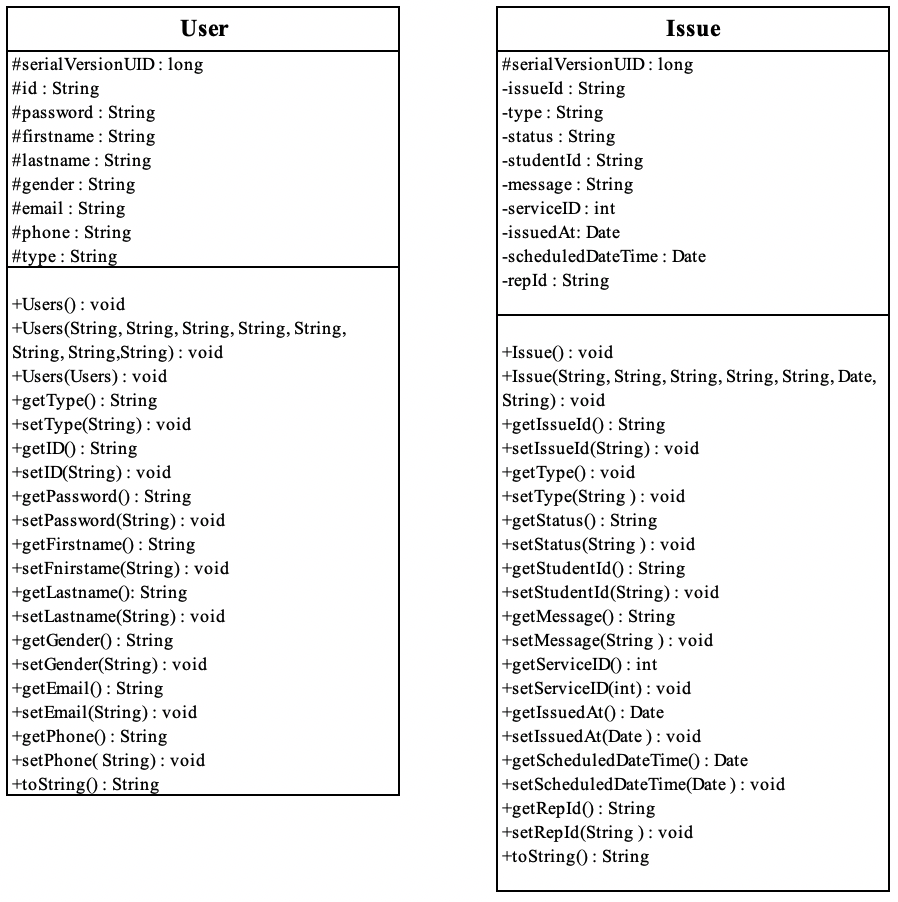 User
#serialVersionUID : long
#id : String
#password : String
#firstname : String
#lastname : String
#gender : String
#email : String
#phone : String
#type : String
+Users() : void
+Users(String, String, String, String, String,
String, String,String) : void
+Users(Users) : void
+getType() : String
+setType(String) : void
+getID() : String
+setID(String) : void
+getPassword() : String
+setPassword(String) : void
+getFirstname() : String
+setFnirstame(String) : void
+getLastname(): String
+setLastname(String) : void
+getGender() : String
+setGender(String) : void
+getEmail() : String
+setEmail(String) : void
+getPhone() : String
+setPhone( String) : void
+toString() : String
Issue
#serialVersionUID : long
-issueId : String
-type : String
-status : String
-studentId : String
-message : String
-serviceID : int
-issuedAt: Date
-scheduledDateTime : Date
-repId : String
+Issue() : void
+Issue(String, String, String, String, String, Date,
String) : void
+getIssueId() : String
+setIssueId(String) : void
+getType() : void
+setType(String ) : void
+getStatus() : String
+setStatus(String ) : void
+getStudentId() : String
+setStudentId(String) : void
+getMessage() : String
+setMessage(String ) : void
+getServiceID() : int
+setServiceID(int) : void
+getIssuedAt() : Date
+setIssuedAt(Date ) : void
+getScheduledDateTime() : Date
+setScheduledDateTime(Date ) : void
+getRepId() : String
+setRepId(String ) : void
+toString() : String